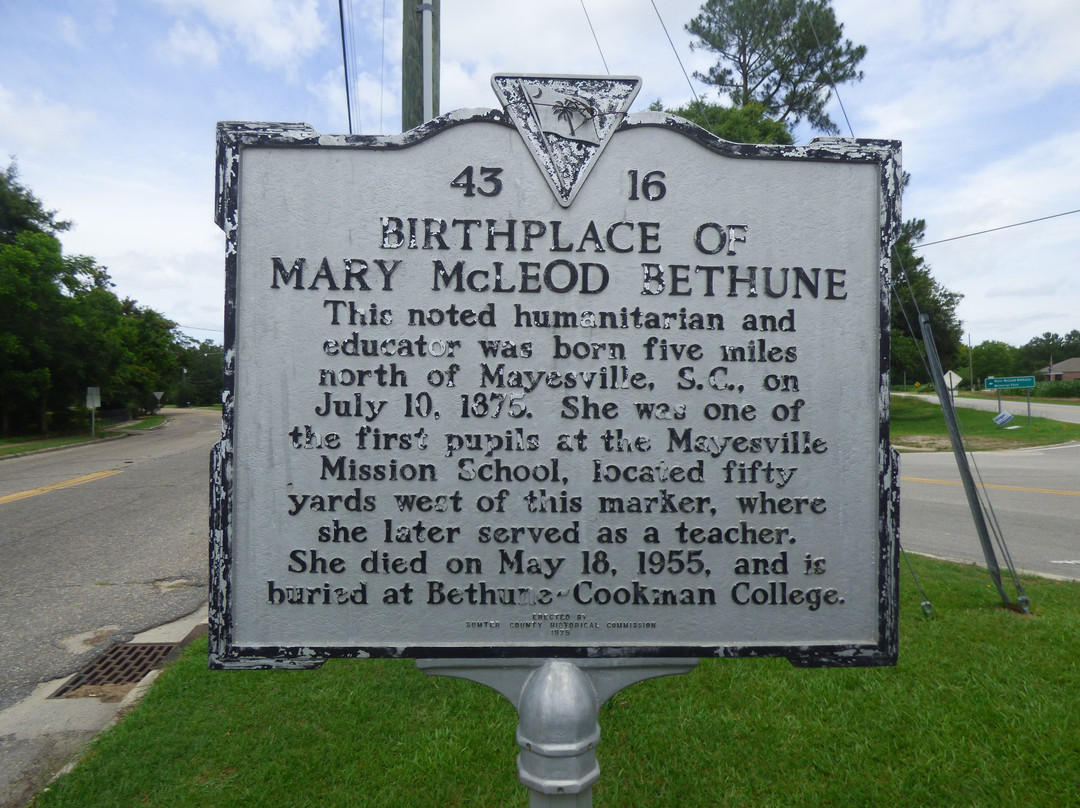 43 16
BIRTHPLACE OF
MARY McLEOD BETHUNE
This noted humanitarian and
educator was born five miles
north of Mayesville, S.C., on
July 10, 1875. She was one of
the first pupils at the Mayesville
Mission School, located fifty
yards west of this marker, where
she later served as a teacher.
She died on May 18, 1955, and is
buried at Bethune-Cookman College.
ERECTED BY
SUMTER COUNTY HISTORICAL COMMISSION
1975
Mary McLeod Bethune